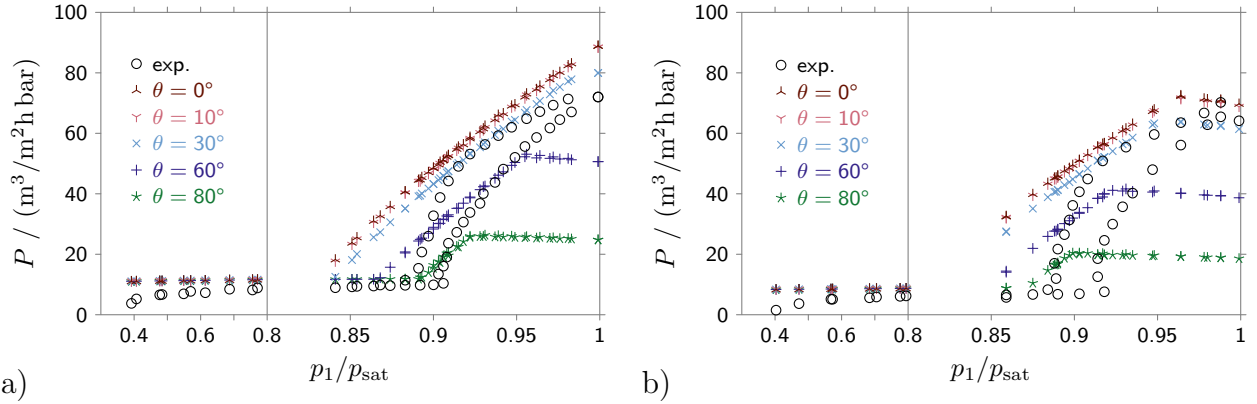 100
80
60
40
20
0
P / (m³/m²h bar)
exp.
θ = 0°
θ = 10°
θ = 30°
θ = 60°
θ = 80°
0.4 0.6 0.8 0.85 0.9 0.95 1
p₁/p_sat
a)
100
80
60
40
20
0
P / (m³/m²h bar)
exp.
θ = 0°
θ = 10°
θ = 30°
θ = 60°
θ = 80°
0.4 0.6 0.8 0.85 0.9 0.95 1
p₁/p_sat
b)